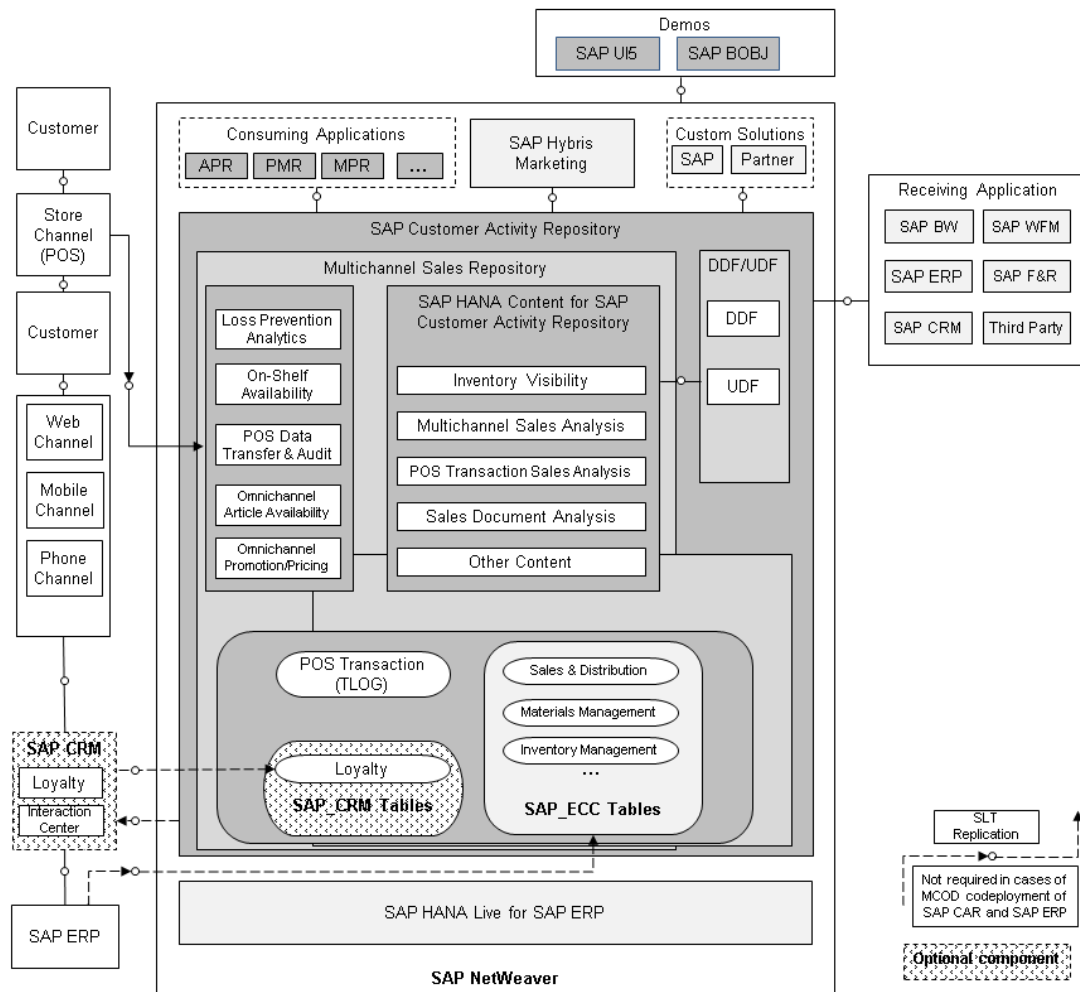 Demos
SAP UI5
SAP BOBJ
Customer
Store
Channel
(POS)
Customer
Web
Channel
Mobile
Channel
Phone
Channel
SAP CRM
Loyalty
Interaction
Center
SAP ERP
Consuming Applications
APR
PMR
MPR
...
SAP Hybris
Marketing
Custom Solutions
SAP
Partner
SAP Customer Activity Repository
Multichannel Sales Repository
Loss Prevention
Analytics
On-Shelf
Availability
POS Data
Transfer & Audit
Omnichannel
Article Availability
Omnichannel
Promotion/Pricing
SAP HANA Content for SAP
Customer Activity Repository
Inventory Visibility
Multichannel Sales Analysis
POS Transaction Sales Analysis
Sales Document Analysis
Other Content
DDF/UDF
DDF
UDF
POS Transaction
(TLOG)
Loyalty
SAP_CRM Tables
Sales & Distribution
Materials Management
Inventory Management
...
SAP_ECC Tables
SAP HANA Live for SAP ERP
SAP NetWeaver
Receiving Application
SAP BW
SAP WFM
SAP ERP
SAP F&R
SAP CRM
Third Party
SLT
Replication
Not required in cases of
MCOD codeployment of
SAP CAR and SAP ERP
Optional component